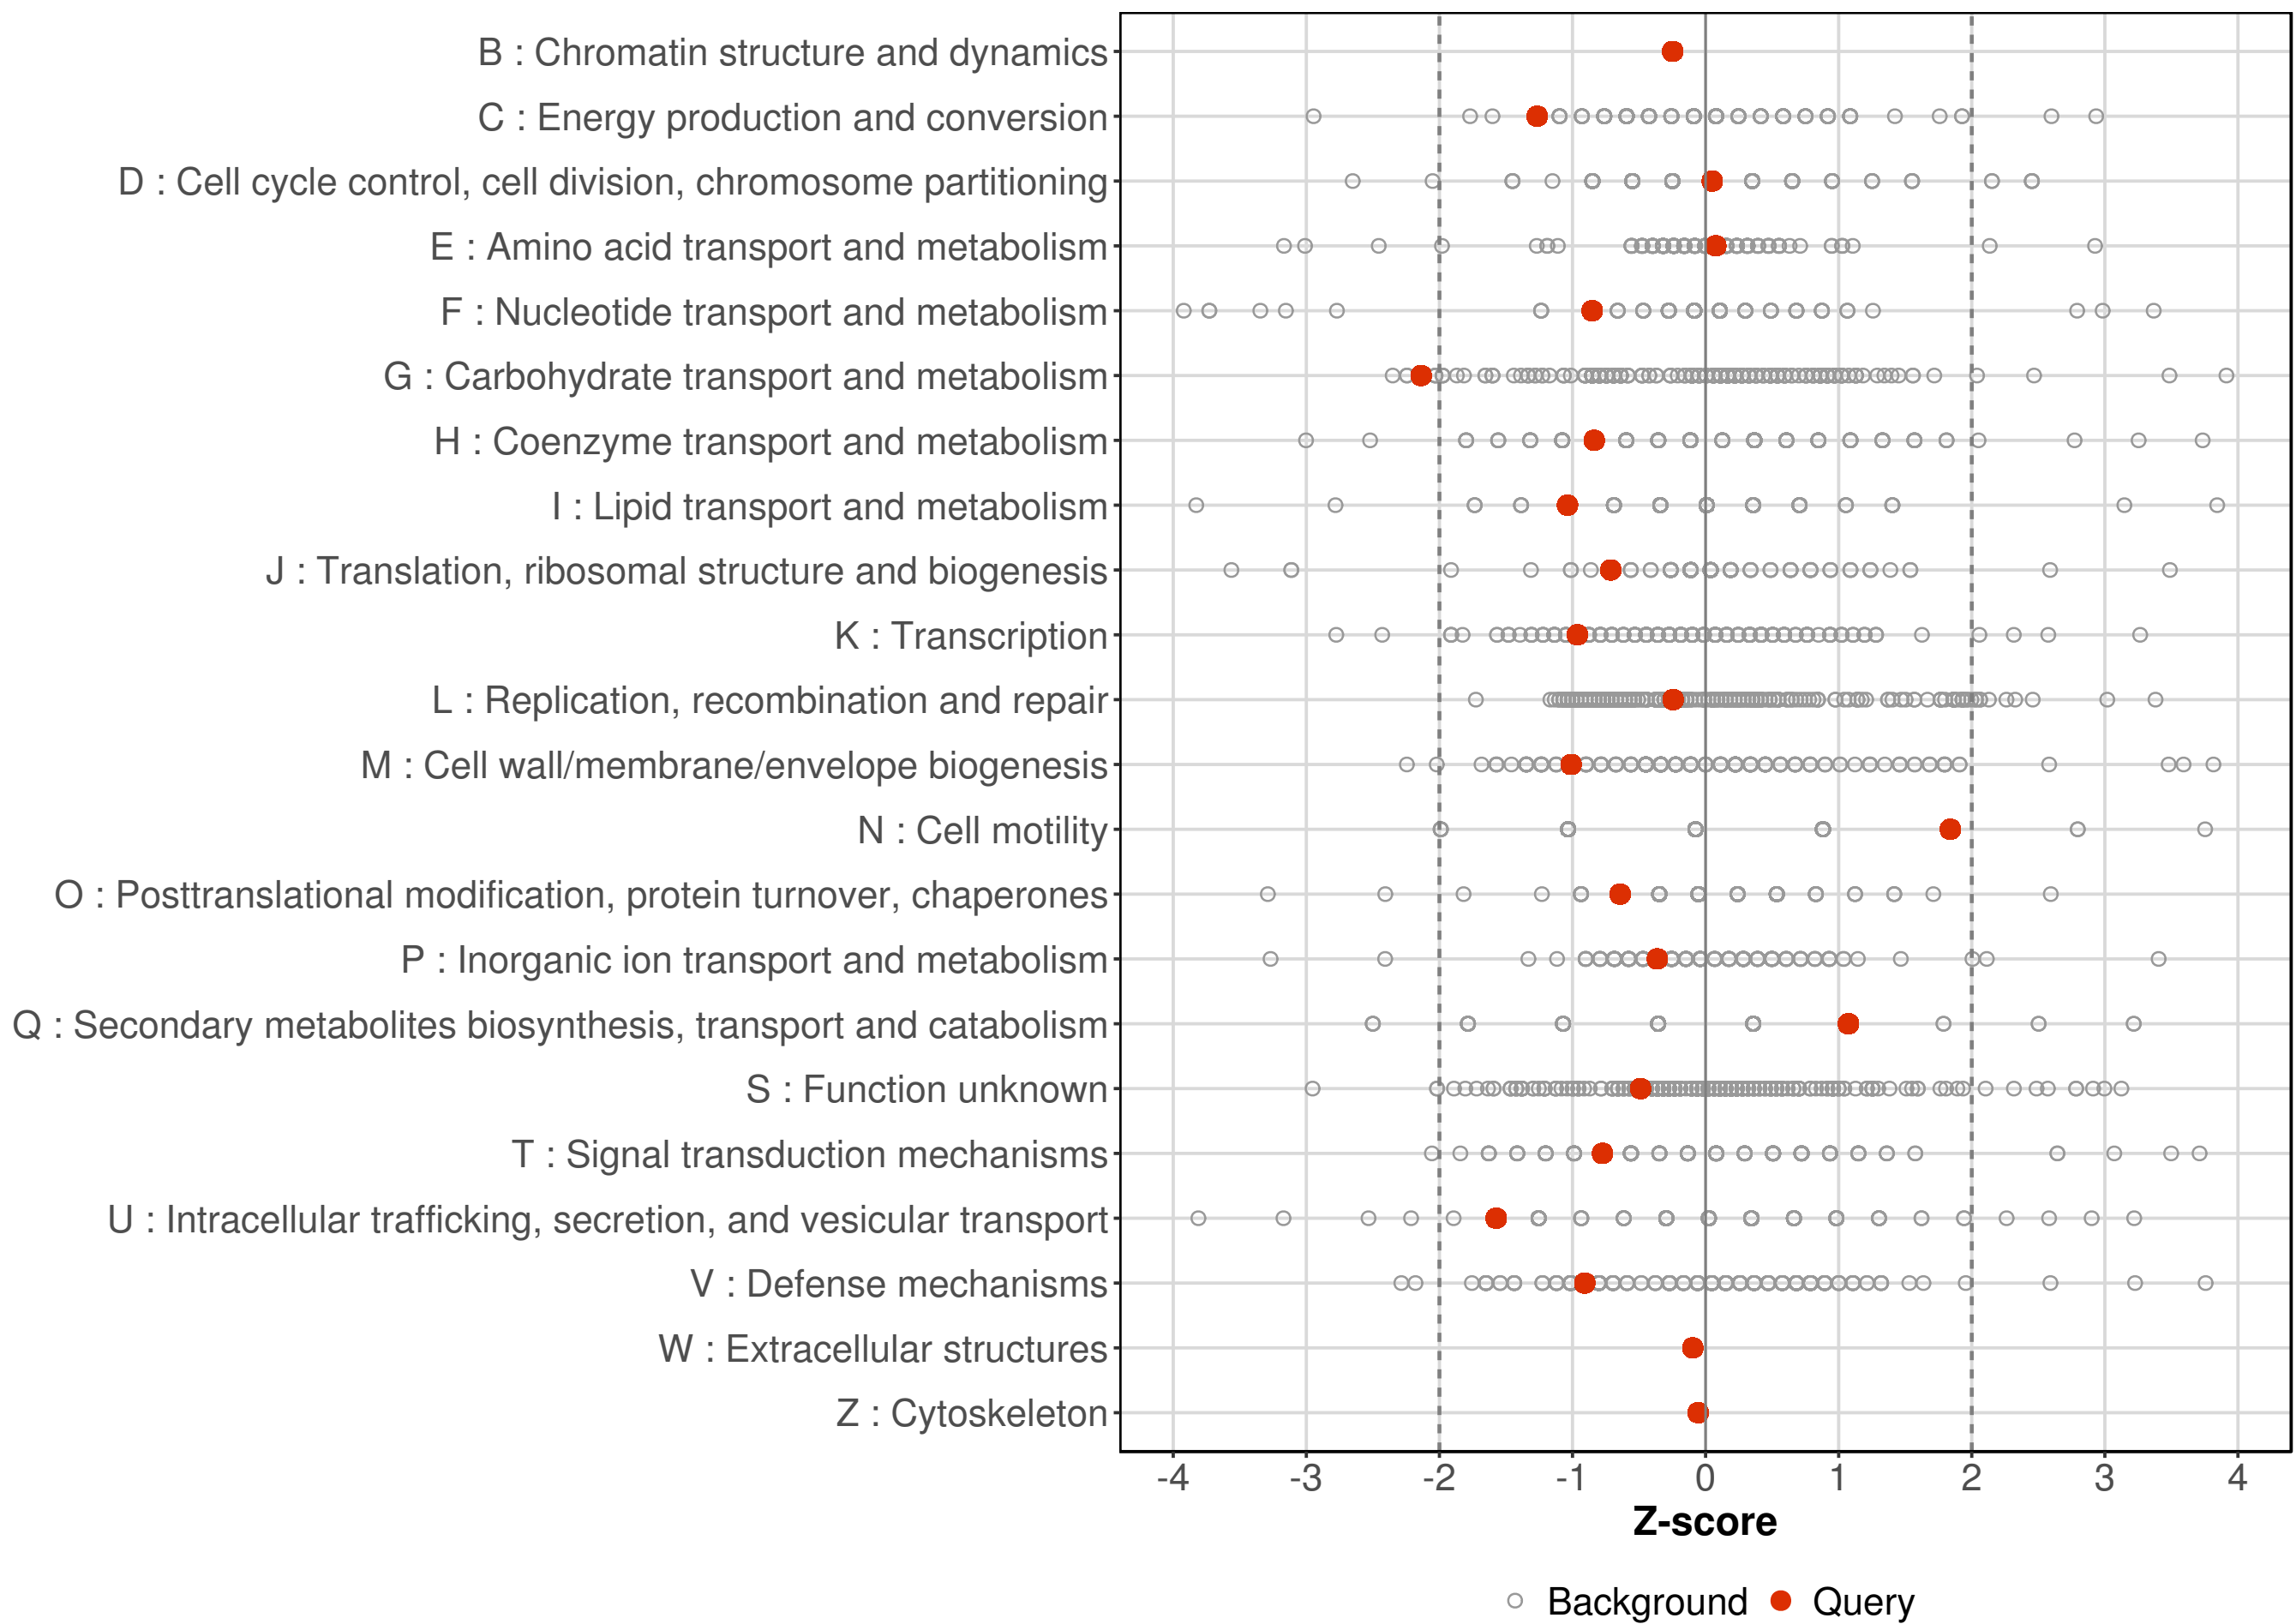 B : Chromatin structure and dynamics
C : Energy production and conversion
D : Cell cycle control, cell division, chromosome partitioning
E : Amino acid transport and metabolism
F : Nucleotide transport and metabolism
G : Carbohydrate transport and metabolism
H : Coenzyme transport and metabolism
I : Lipid transport and metabolism
J : Translation, ribosomal structure and biogenesis
K : Transcription
L : Replication, recombination and repair
M : Cell wall/membrane/envelope biogenesis
N : Cell motility
O : Posttranslational modification, protein turnover, chaperones
P : Inorganic ion transport and metabolism
Q : Secondary metabolites biosynthesis, transport and catabolism
S : Function unknown
T : Signal transduction mechanisms
U : Intracellular trafficking, secretion, and vesicular transport
V : Defense mechanisms
W : Extracellular structures
Z : Cytoskeleton
-4 -3 -2 -1 0 1 2 3 4
Z-score
Background Query